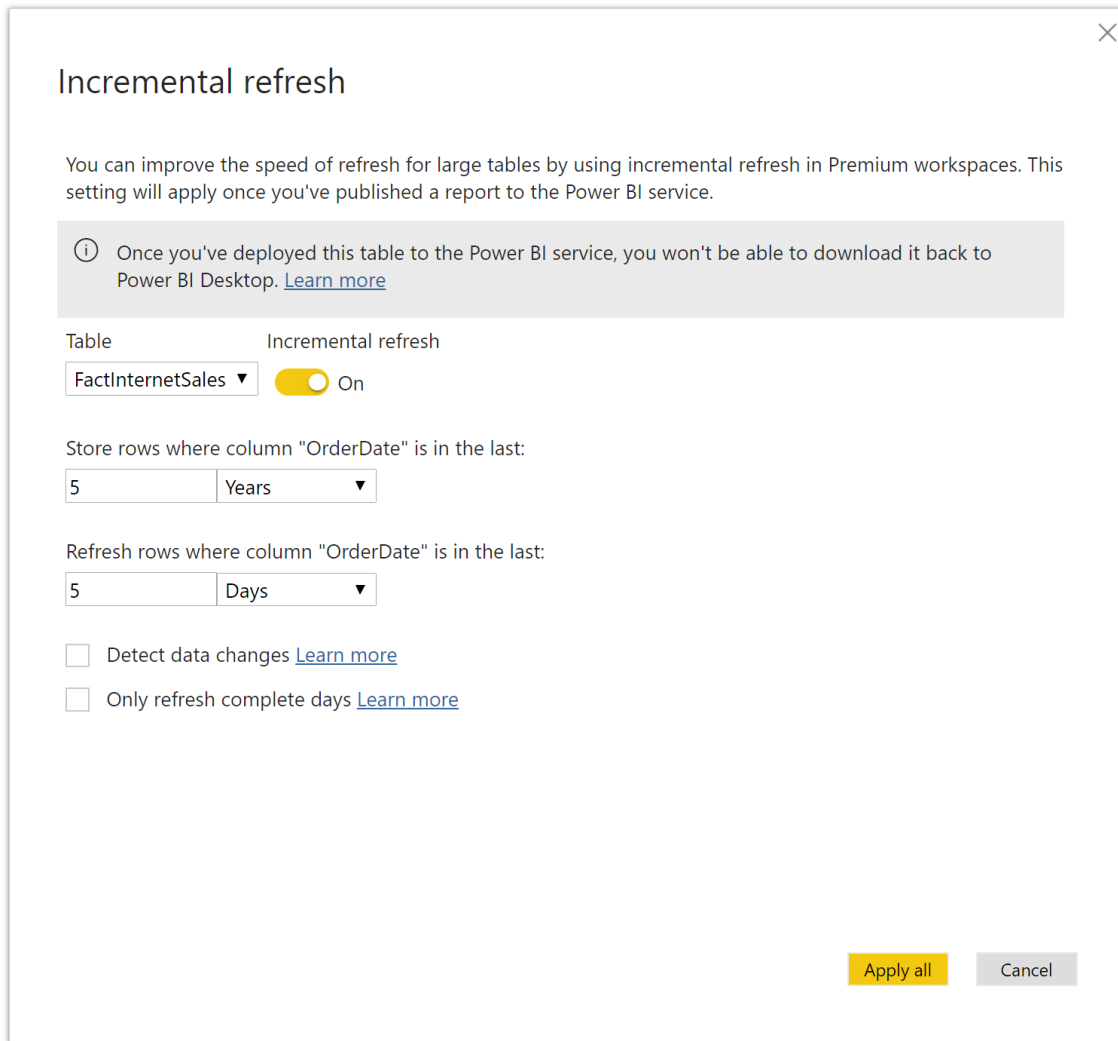 Incremental refresh
You can improve the speed of refresh for large tables by using incremental refresh in Premium workspaces. This
setting will apply once you've published a report to the Power BI service.
Once you've deployed this table to the Power BI service, you won't be able to download it back to
Power BI Desktop. Learn more
Table Incremental refresh
FactInternetSales On
Store rows where column "OrderDate" is in the last:
5 Years
Refresh rows where column "OrderDate" is in the last:
5 Days
Detect data changes Learn more
Only refresh complete days Learn more
Apply all Cancel